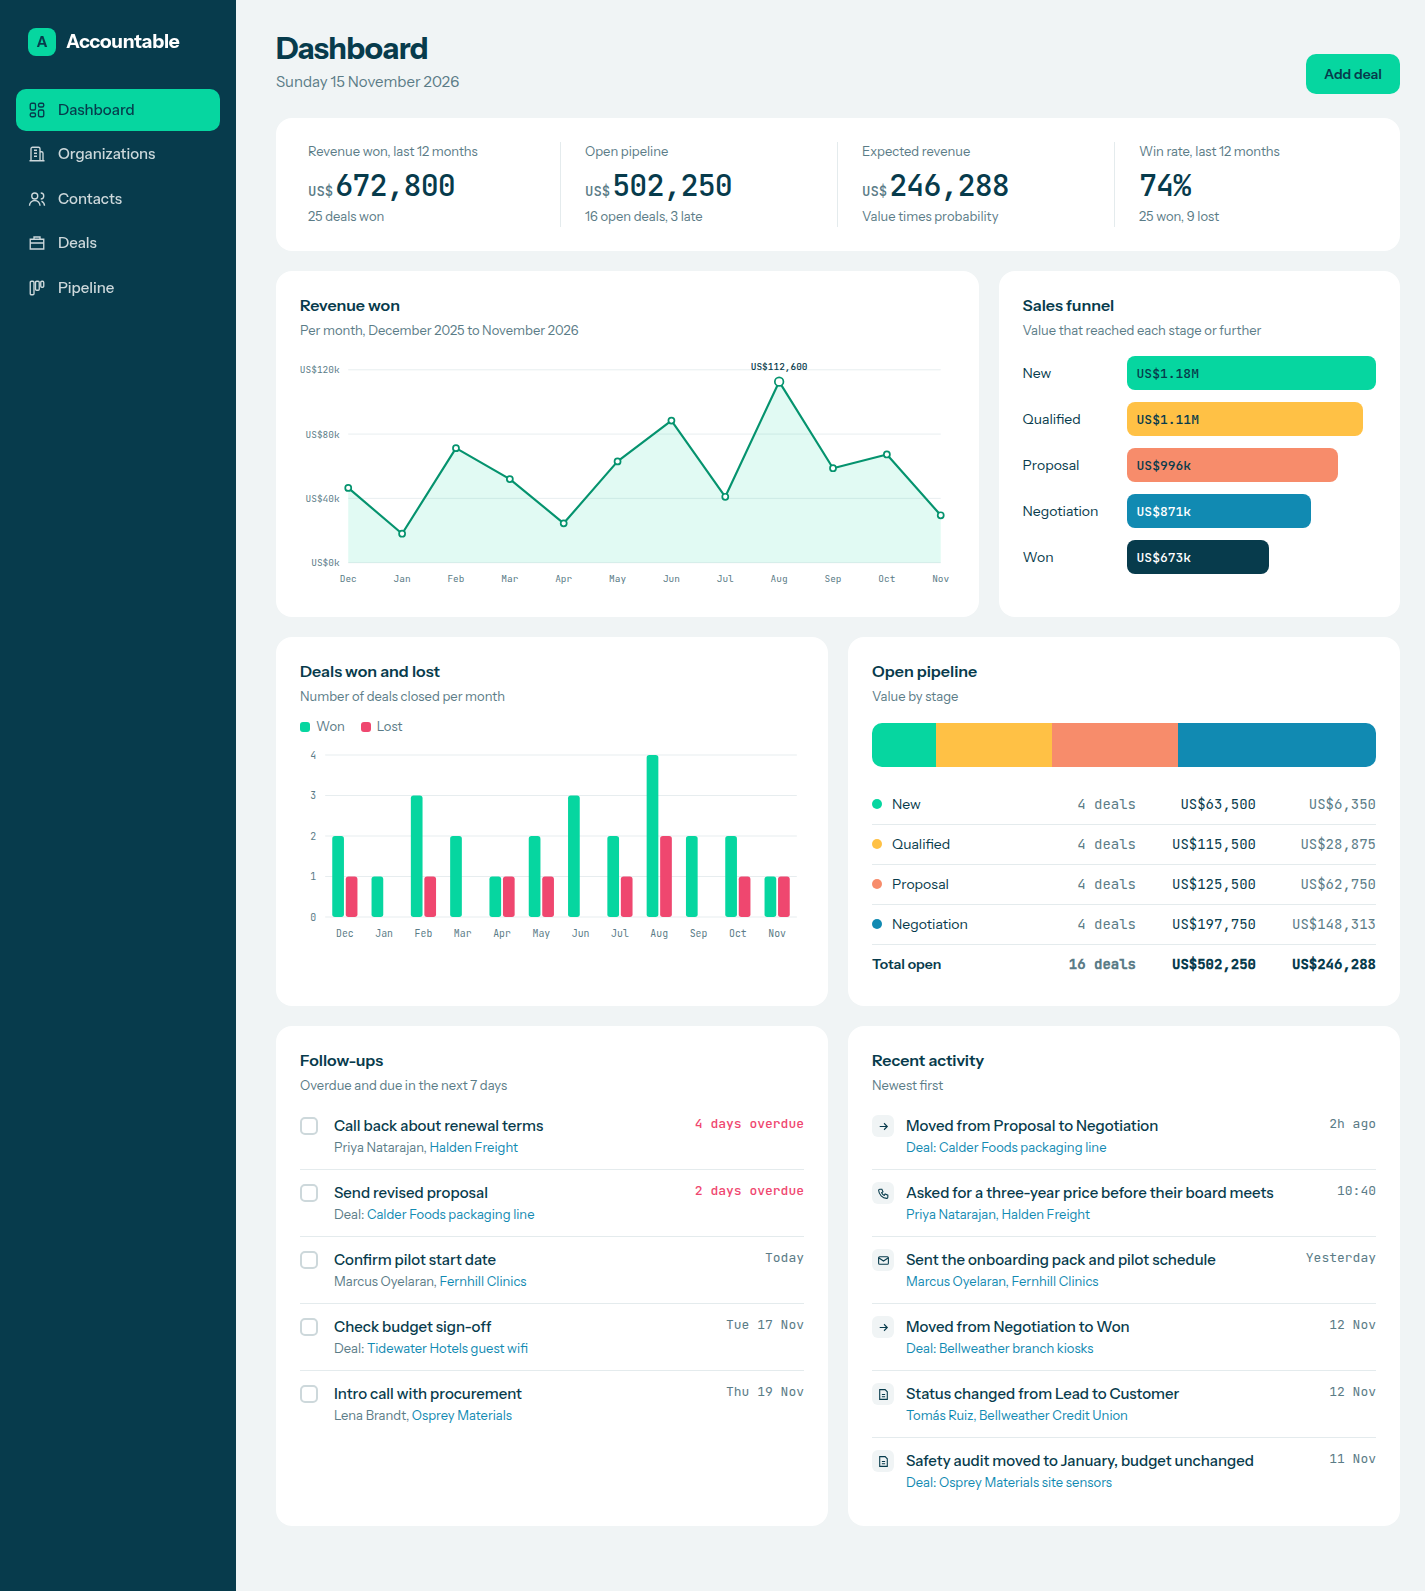 A Accountable
Dashboard
Organizations
Contacts
Deals
Pipeline
Dashboard
Sunday 15 November 2026
Add deal
Revenue won, last 12 months
US$672,800
25 deals won
Open pipeline
US$502,250
16 open deals, 3 late
Expected revenue
US$246,288
Value times probability
Win rate, last 12 months
74%
25 won, 9 lost
Revenue won
Per month, December 2025 to November 2026
US$112,600
US$120k
US$80k
US$40k
US$0k
Dec Jan Feb Mar Apr May Jun Jul Aug Sep Oct Nov
Sales funnel
Value that reached each stage or further
New US$1.18M
Qualified US$1.11M
Proposal US$996k
Negotiation US$871k
Won US$673k
Deals won and lost
Number of deals closed per month
Won Lost
4
3
2
1
0
Dec Jan Feb Mar Apr May Jun Jul Aug Sep Oct Nov
Open pipeline
Value by stage
New 4 deals US$63,500 US$6,350
Qualified 4 deals US$115,500 US$28,875
Proposal 4 deals US$125,500 US$62,750
Negotiation 4 deals US$197,750 US$148,313
Total open 16 deals US$502,250 US$246,288
Follow-ups
Overdue and due in the next 7 days
Call back about renewal terms 4 days overdue
Priya Natarajan, Halden Freight
Send revised proposal 2 days overdue
Deal: Calder Foods packaging line
Confirm pilot start date Today
Marcus Oyelaran, Fernhill Clinics
Check budget sign-off Tue 17 Nov
Deal: Tidewater Hotels guest wifi
Intro call with procurement Thu 19 Nov
Lena Brandt, Osprey Materials
Recent activity
Newest first
Moved from Proposal to Negotiation 2h ago
Deal: Calder Foods packaging line
Asked for a three-year price before their board meets 10:40
Priya Natarajan, Halden Freight
Sent the onboarding pack and pilot schedule Yesterday
Marcus Oyelaran, Fernhill Clinics
Moved from Negotiation to Won 12 Nov
Deal: Bellweather branch kiosks
Status changed from Lead to Customer 12 Nov
Tomás Ruiz, Bellweather Credit Union
Safety audit moved to January, budget unchanged 11 Nov
Deal: Osprey Materials site sensors